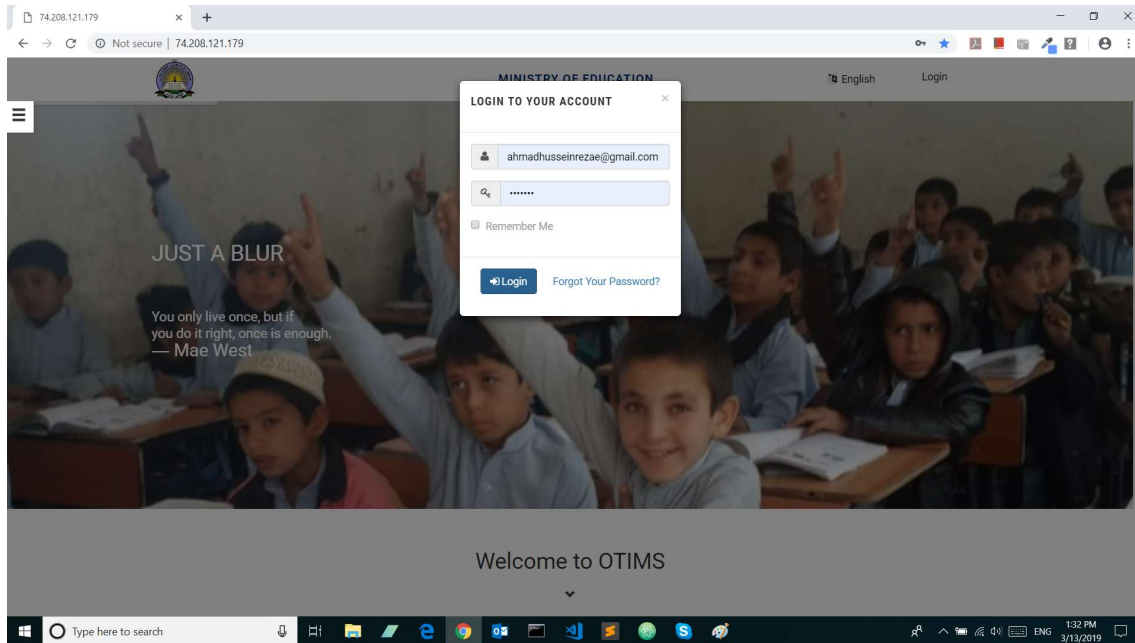 74.208.121.179
Not secure | 74.208.121.179
MINISTRY OF EDUCATION
English
Login
LOGIN TO YOUR ACCOUNT
×
ahmadhusseinrezae@gmail.com
•••••••
Remember Me
Login
Forgot Your Password?
JUST A BLUR
You only live once, but if
you do it right, once is enough.
— Mae West
Welcome to OTIMS
Type here to search
ENG
1:32 PM
3/13/2019